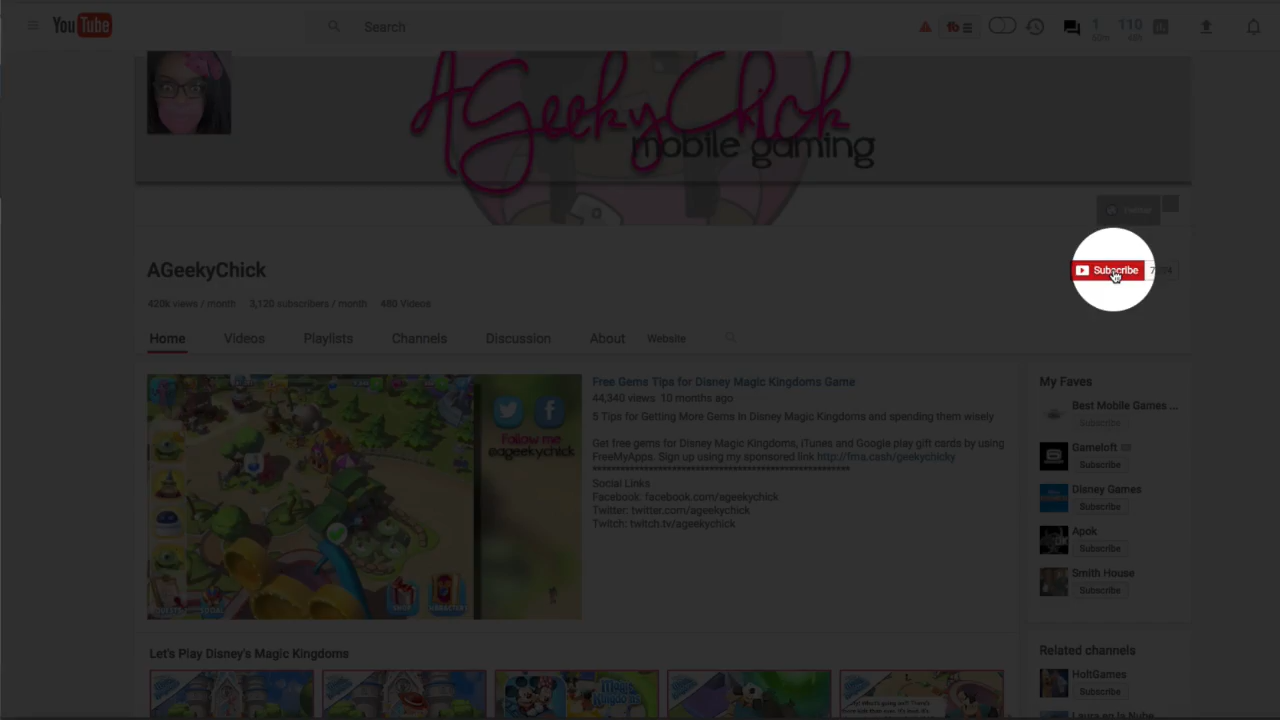 YouTube
Search
1
110
60m
48h
AGeekyChick
mobile gaming
Twitter
AGeekyChick
Subscribe
420k views / month 3,120 subscribers / month 480 Videos
Home Videos Playlists Channels Discussion About Website
Free Gems Tips for Disney Magic Kingdoms Game
44,340 views 10 months ago
5 Tips for Getting More Gems in Disney Magic Kingdoms and spending them wisely
Get free gems for Disney Magic Kingdoms, iTunes and Google play gift cards by using
FreeMyApps. Sign up using my sponsored link http://fma.cash/geekychicky
Social Links
Facebook: facebook.com/ageekychick
Twitter: twitter.com/ageekychick
Twitch: twitch.tv/ageekychick
Follow me
@ageekychick
SHOP
My Faves
Best Mobile Games ...
Subscribe
Gameloft
Subscribe
Disney Games
Subscribe
Apok
Subscribe
Smith House
Subscribe
Let's Play Disney's Magic Kingdoms
Related channels
HoltGames
Subscribe